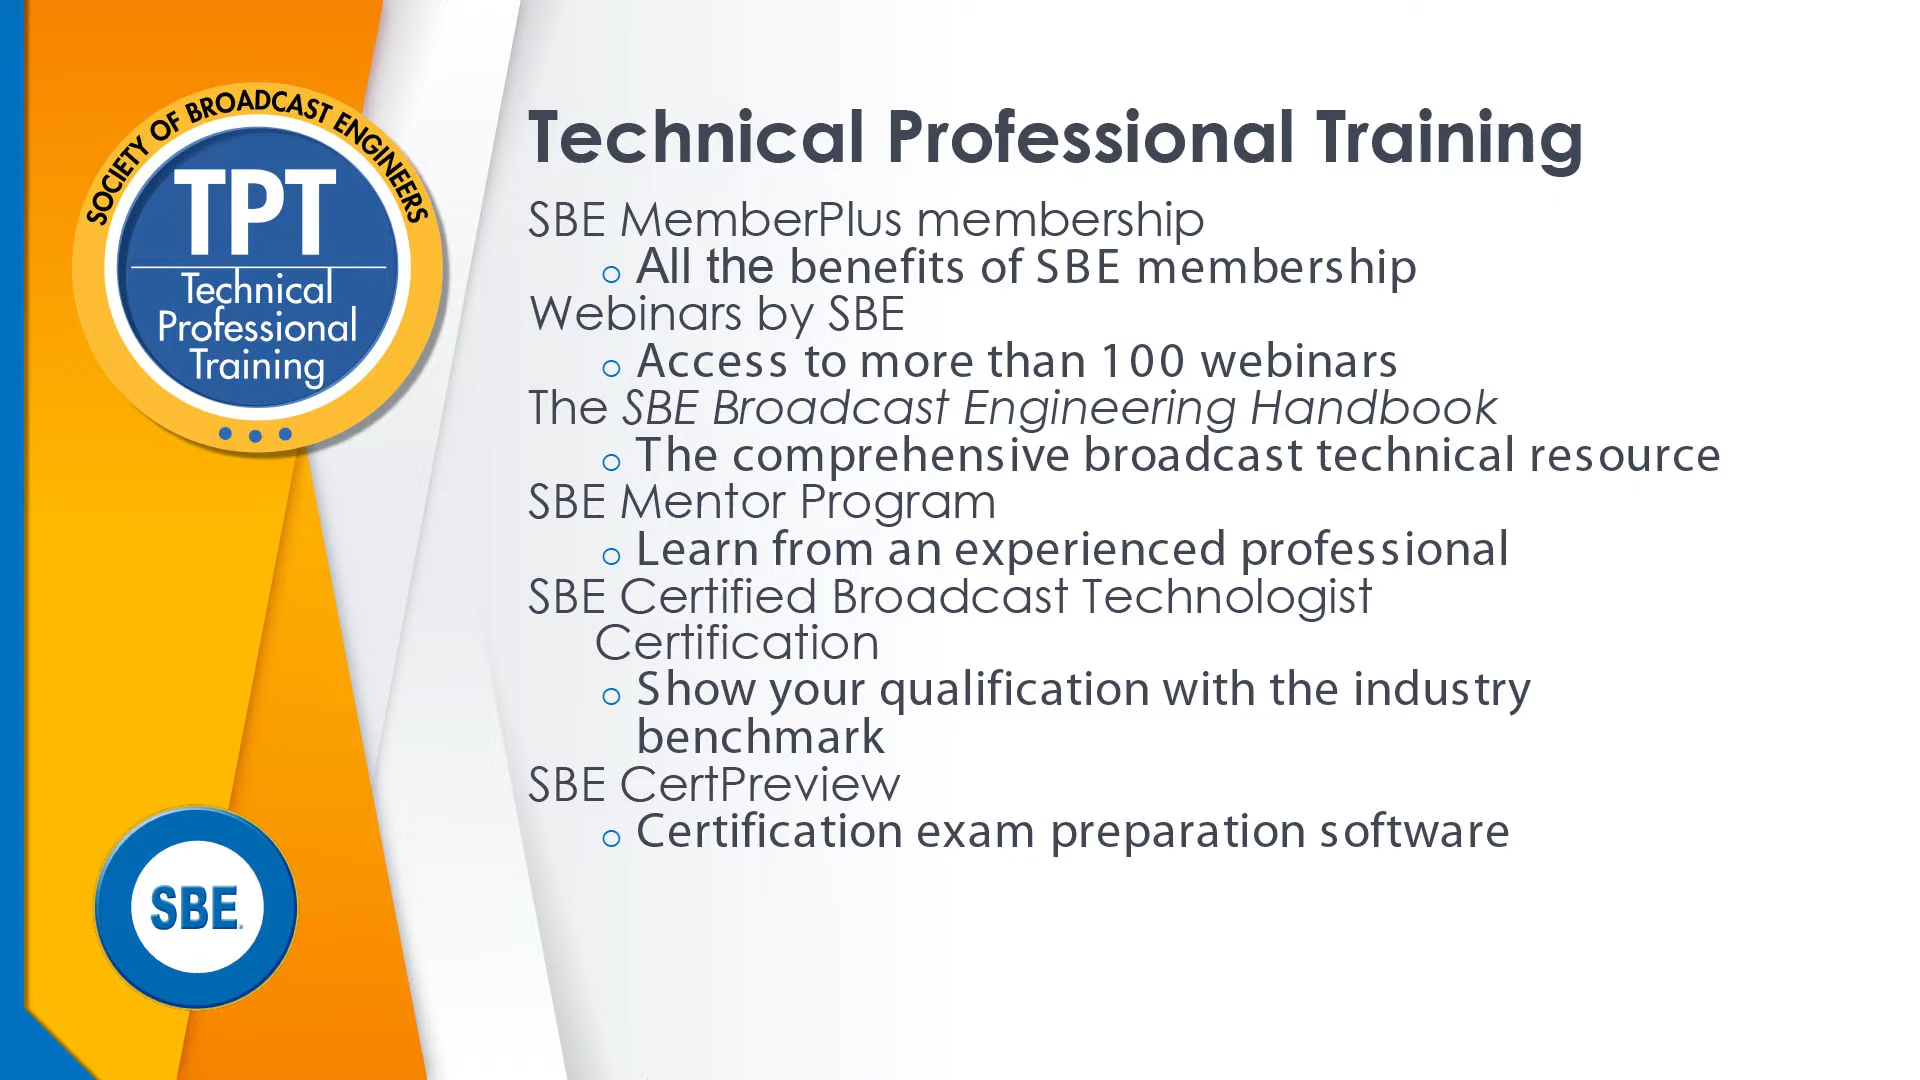 SOCIETY OF BROADCAST ENGINEERS
TPT
Technical
Professional
Training
Technical Professional Training
SBE MemberPlus membership
o All the benefits of SBE membership
Webinars by SBE
o Access to more than 100 webinars
The SBE Broadcast Engineering Handbook
o The comprehensive broadcast technical resource
SBE Mentor Program
o Learn from an experienced professional
SBE Certified Broadcast Technologist
Certification
o Show your qualification with the industry
benchmark
SBE CertPreview
o Certification exam preparation software
SBE®